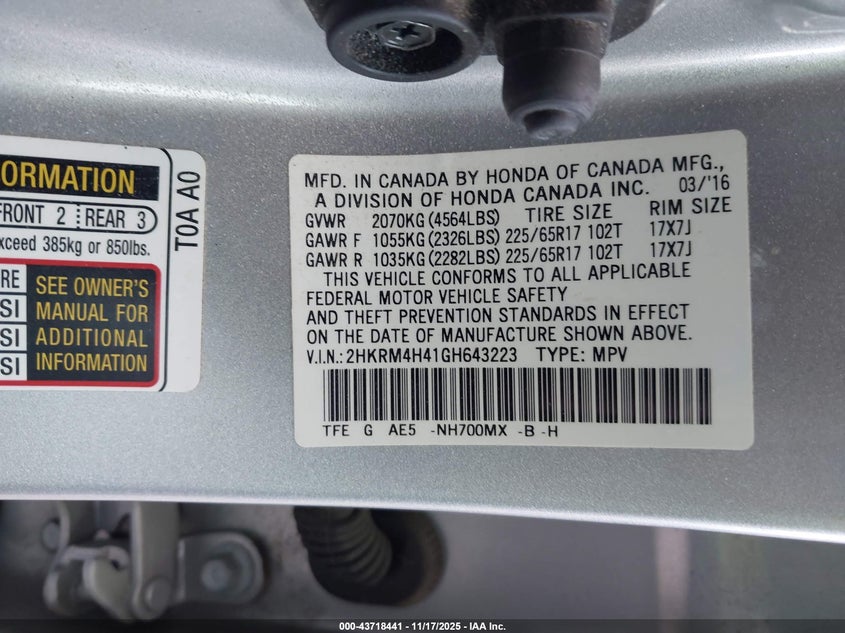 ORMATION
FRONT 2 REAR 3
xceed 385kg or 850lbs.
RE
SI
SI
SI
SEE OWNER'S
MANUAL FOR
ADDITIONAL
INFORMATION
T0A A0
MFD. IN CANADA BY HONDA OF CANADA MFG.,
A DIVISION OF HONDA CANADA INC. 03/'16
GVWR 2070KG (4564LBS) TIRE SIZE RIM SIZE
GAWR F 1055KG (2326LBS) 225/65R17 102T 17X7J
GAWR R 1035KG (2282LBS) 225/65R17 102T 17X7J
THIS VEHICLE CONFORMS TO ALL APPLICABLE
FEDERAL MOTOR VEHICLE SAFETY
AND THEFT PREVENTION STANDARDS IN EFFECT
ON THE DATE OF MANUFACTURE SHOWN ABOVE.
V.I.N.: 2HKRM4H41GH643223 TYPE: MPV
TFE G AE5 -NH700MX -B -H
000-43718441 - 11/17/2025 - IAA Inc.